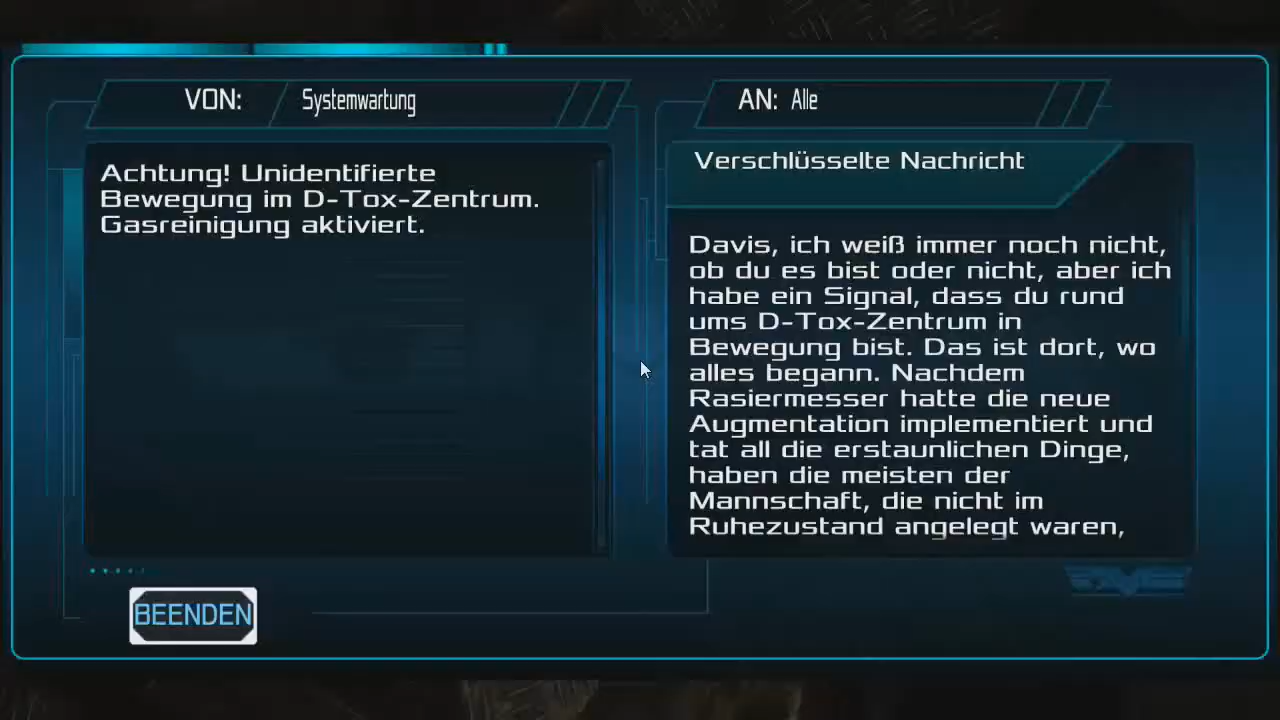 VON: Systemwartung
AN: Alle
Achtung! Unidentifierte
Bewegung im D-Tox-Zentrum.
Gasreinigung aktiviert.
Verschlüsselte Nachricht
Davis, ich weiß immer noch nicht,
ob du es bist oder nicht, aber ich
habe ein Signal, dass du rund
ums D-Tox-Zentrum in
Bewegung bist. Das ist dort, wo
alles begann. Nachdem
Rasiermesser hatte die neue
Augmentation implementiert und
tat all die erstaunlichen Dinge,
haben die meisten der
Mannschaft, die nicht im
Ruhezustand angelegt waren,
BEENDEN